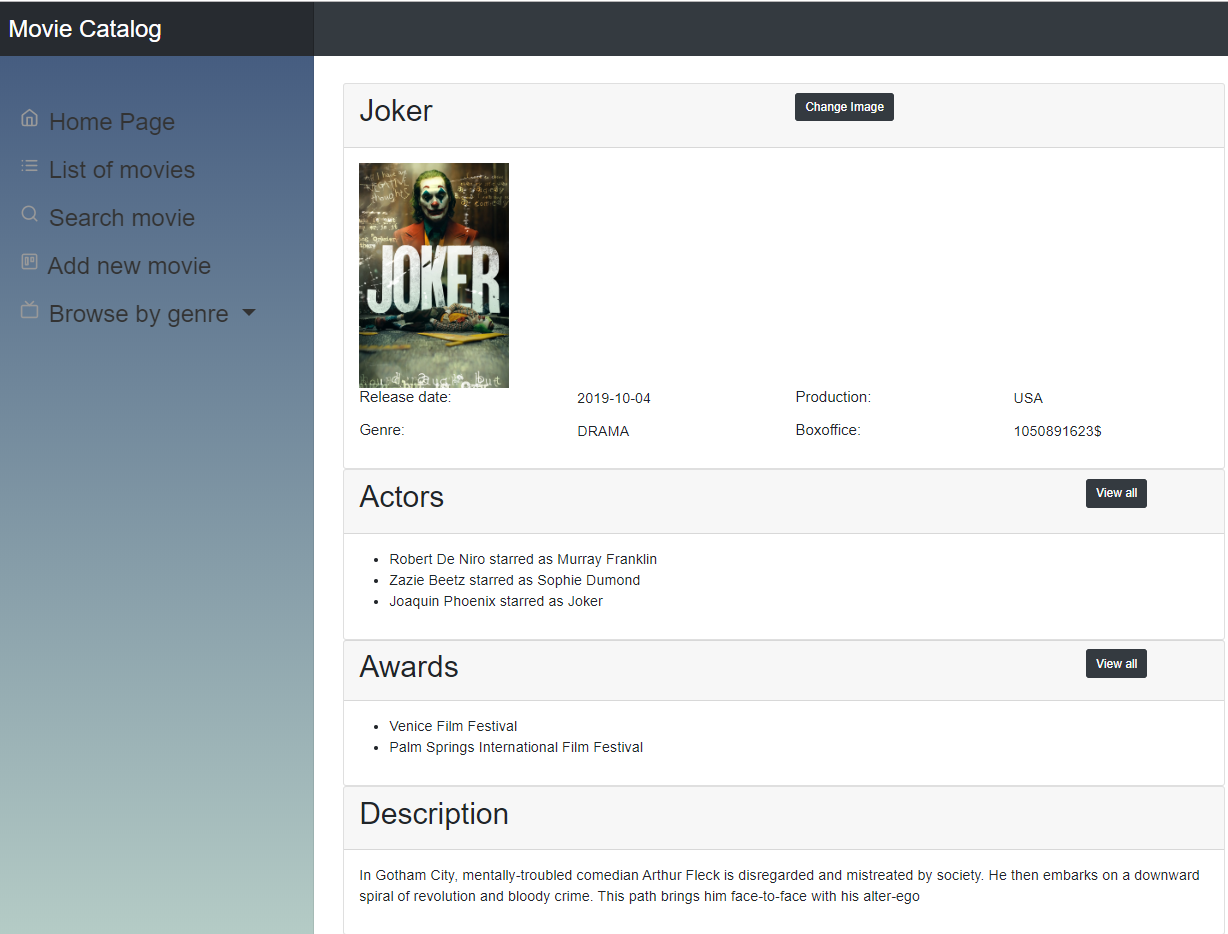 Movie Catalog
Home Page
List of movies
Search movie
Add new movie
Browse by genre
Joker
Change Image
JOKER
Release date:
2019-10-04
Production:
USA
Genre:
DRAMA
Boxoffice:
1050891623$
Actors
View all
Robert De Niro starred as Murray Franklin
Zazie Beetz starred as Sophie Dumond
Joaquin Phoenix starred as Joker
Awards
View all
Venice Film Festival
Palm Springs International Film Festival
Description
In Gotham City, mentally-troubled comedian Arthur Fleck is disregarded and mistreated by society. He then embarks on a downward
spiral of revolution and bloody crime. This path brings him face-to-face with his alter-ego